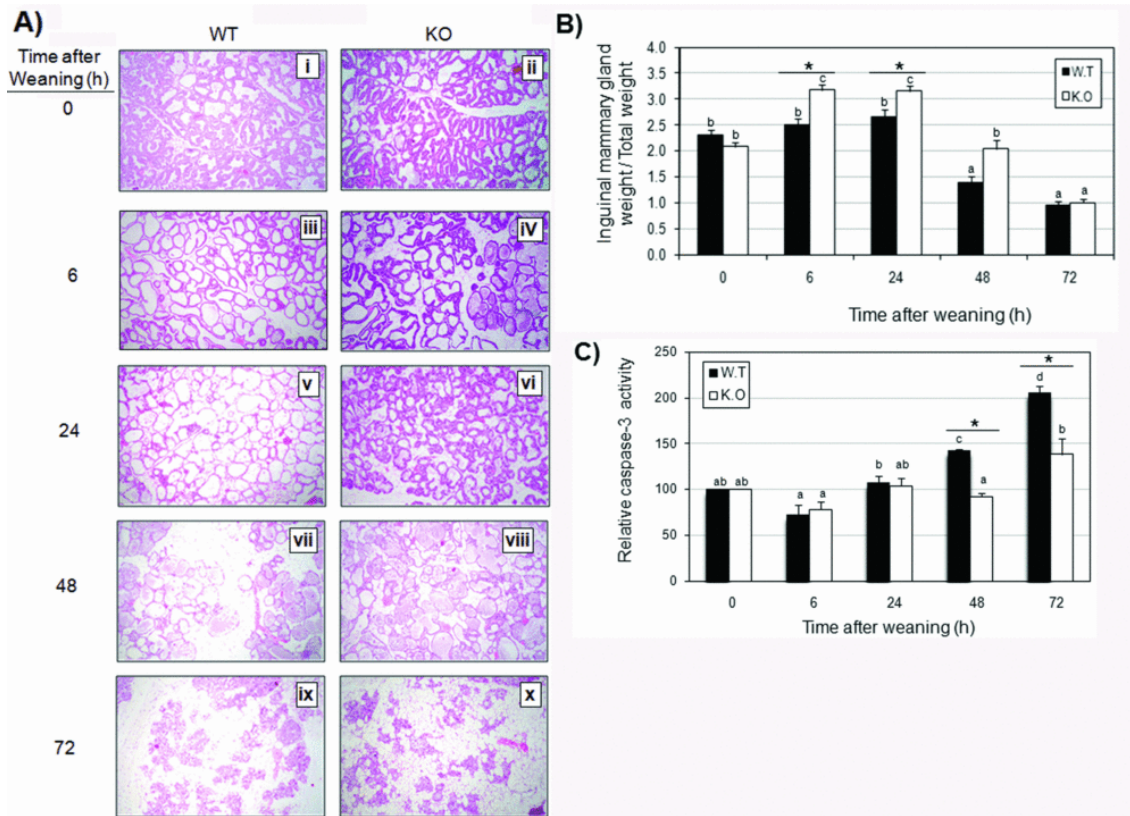 A)
WT
KO
Time after
Weaning (h)
0
i
ii
6
iii
iV
24
v
vi
48
vii
viii
72
ix
x
B)
Inguinal mammary gland
weight / Total weight
4.0
3.5
3.0
2.5
2.0
1.5
1.0
0.5
0.0
W.T
K.O
* *
b b b c b c a b a a
0 6 24 48 72
Time after weaning (h)
C)
Relative caspase-3 activity
250
200
150
100
50
0
W.T
K.O
* *
ab ab a a b ab c a d b
0 6 24 48 72
Time after weaning (h)